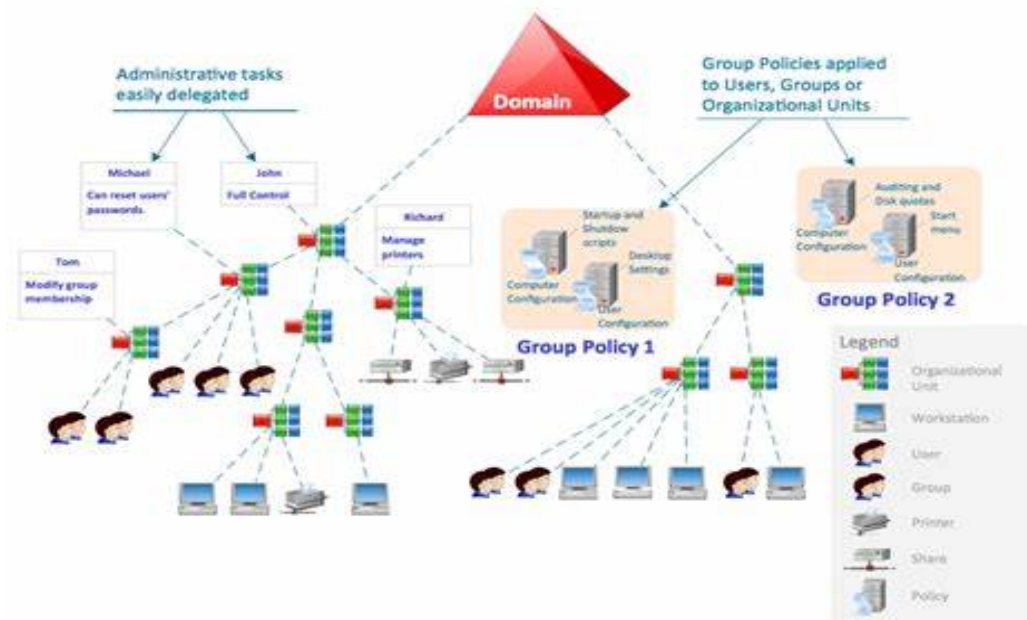 Administrative tasks
easily delegated
Domain
Group Policies applied
to Users, Groups or
Organizational Units
Michael
Can reset users'
passwords.
John
Full Control
Richard
Manage
printers
Tom
Modify group
membership
Startup and
Shutdow
scripts
Desktop
Settings
Computer
Configuration
User
Configuration
Group Policy 1
Auditing and
Disk quotes
Start
menu
Computer
Configuration
User
Configuration
Group Policy 2
Legend
Organizational
Unit
Workstation
User
Group
Printer
Share
Policy